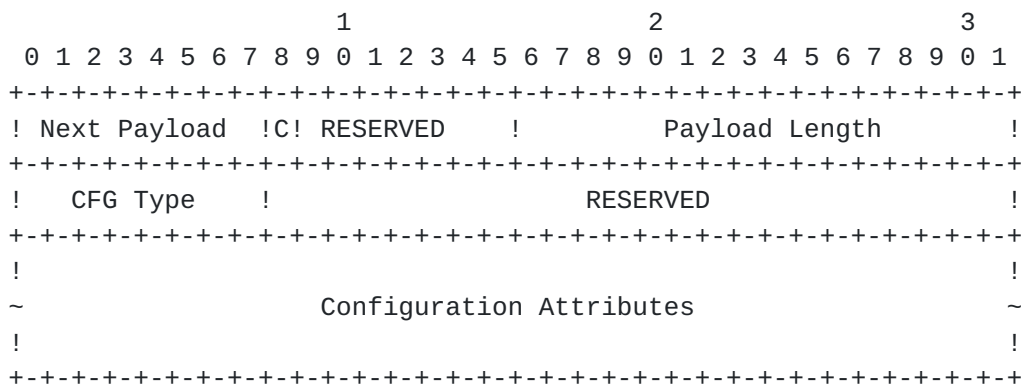 1                   2                   3
 0 1 2 3 4 5 6 7 8 9 0 1 2 3 4 5 6 7 8 9 0 1 2 3 4 5 6 7 8 9 0 1
+-+-+-+-+-+-+-+-+-+-+-+-+-+-+-+-+-+-+-+-+-+-+-+-+-+-+-+-+-+-+-+-+
! Next Payload  !C! RESERVED    !         Payload Length        !
+-+-+-+-+-+-+-+-+-+-+-+-+-+-+-+-+-+-+-+-+-+-+-+-+-+-+-+-+-+-+-+-+
!   CFG Type    !                    RESERVED                   !
+-+-+-+-+-+-+-+-+-+-+-+-+-+-+-+-+-+-+-+-+-+-+-+-+-+-+-+-+-+-+-+-+
!                                                               !
~                   Configuration Attributes                    ~
!                                                               !
+-+-+-+-+-+-+-+-+-+-+-+-+-+-+-+-+-+-+-+-+-+-+-+-+-+-+-+-+-+-+-+-+